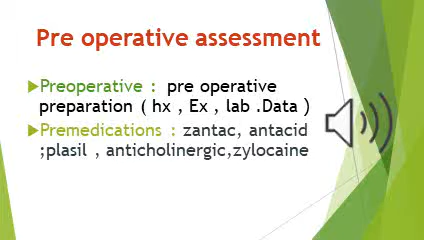 Pre operative assessment
Preoperative : pre operative
preparation ( hx , Ex , lab .Data )
Premedications : zantac, antacid
;plasil , anticholinergic,zylocaine